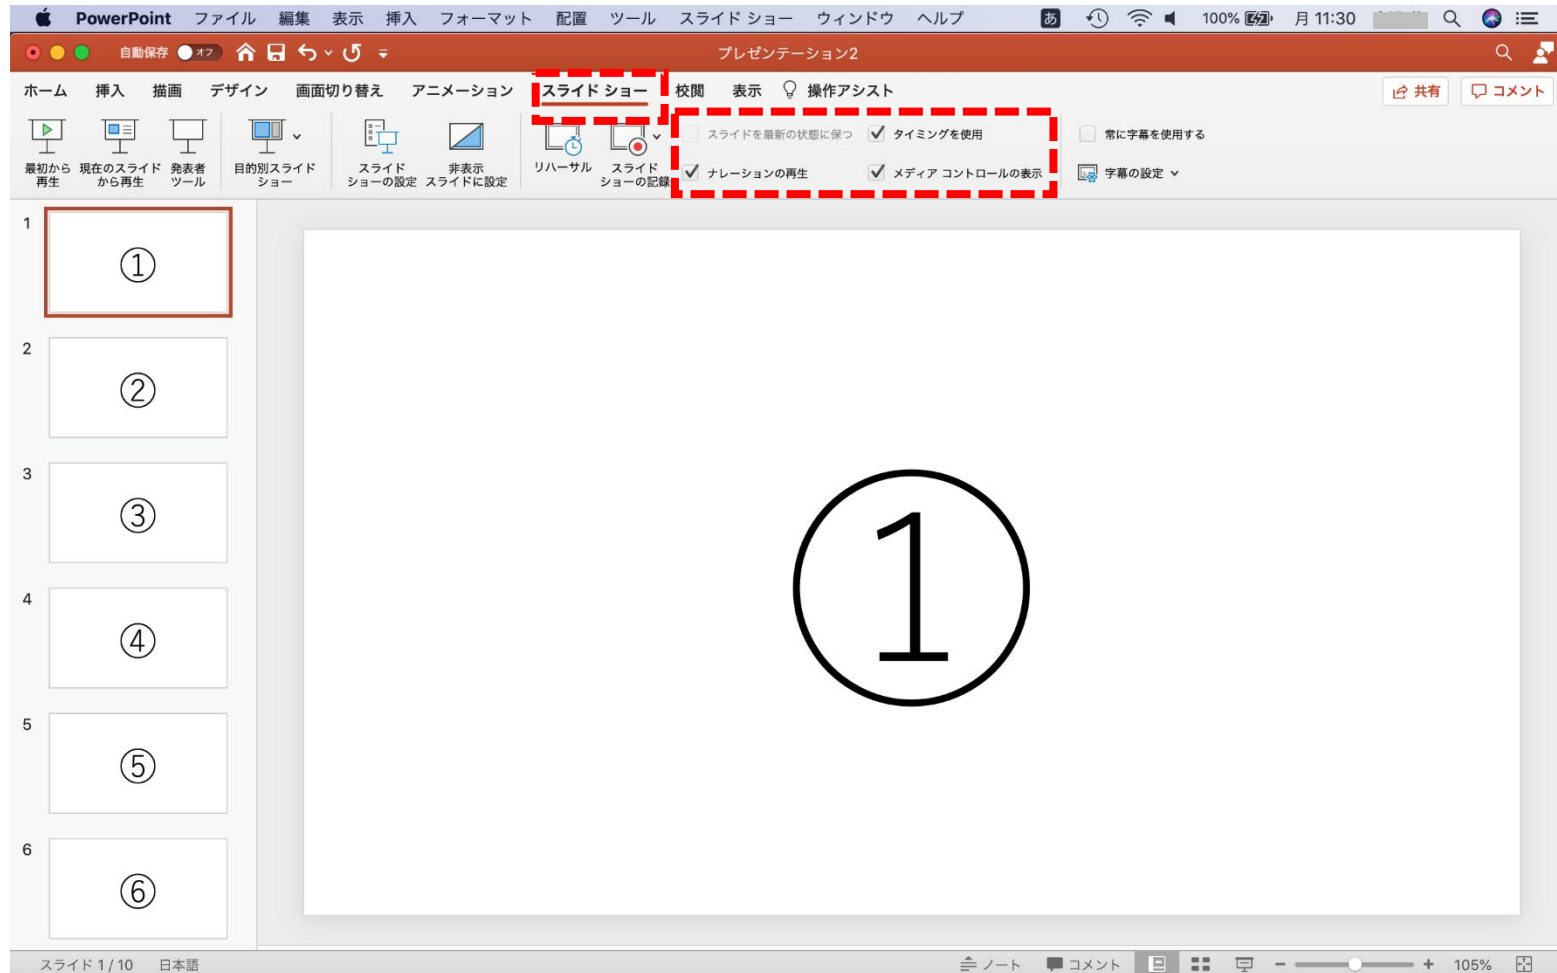 PowerPoint ファイル 編集 表示 挿入 フォーマット 配置 ツール スライド ショー ウィンドウ ヘルプ あ 100% 月 11:30
自動保存 オフ プレゼンテーション2
ホーム 挿入 描画 デザイン 画面切り替え アニメーション スライド ショー 校閲 表示 操作アシスト 共有 コメント
最初から
再生
現在のスライド
から再生
発表者
ツール
目的別スライド
ショー
スライド
ショーの設定
非表示
スライドに設定
リハーサル
スライド
ショーの記録
スライドを最新の状態に保つ タイミングを使用
ナレーションの再生 メディア コントロールの表示
常に字幕を使用する
字幕の設定
1
①
2
②
3
③
4
④
5
⑤
6
⑥
①
スライド 1 / 10 日本語 ノート コメント 105%